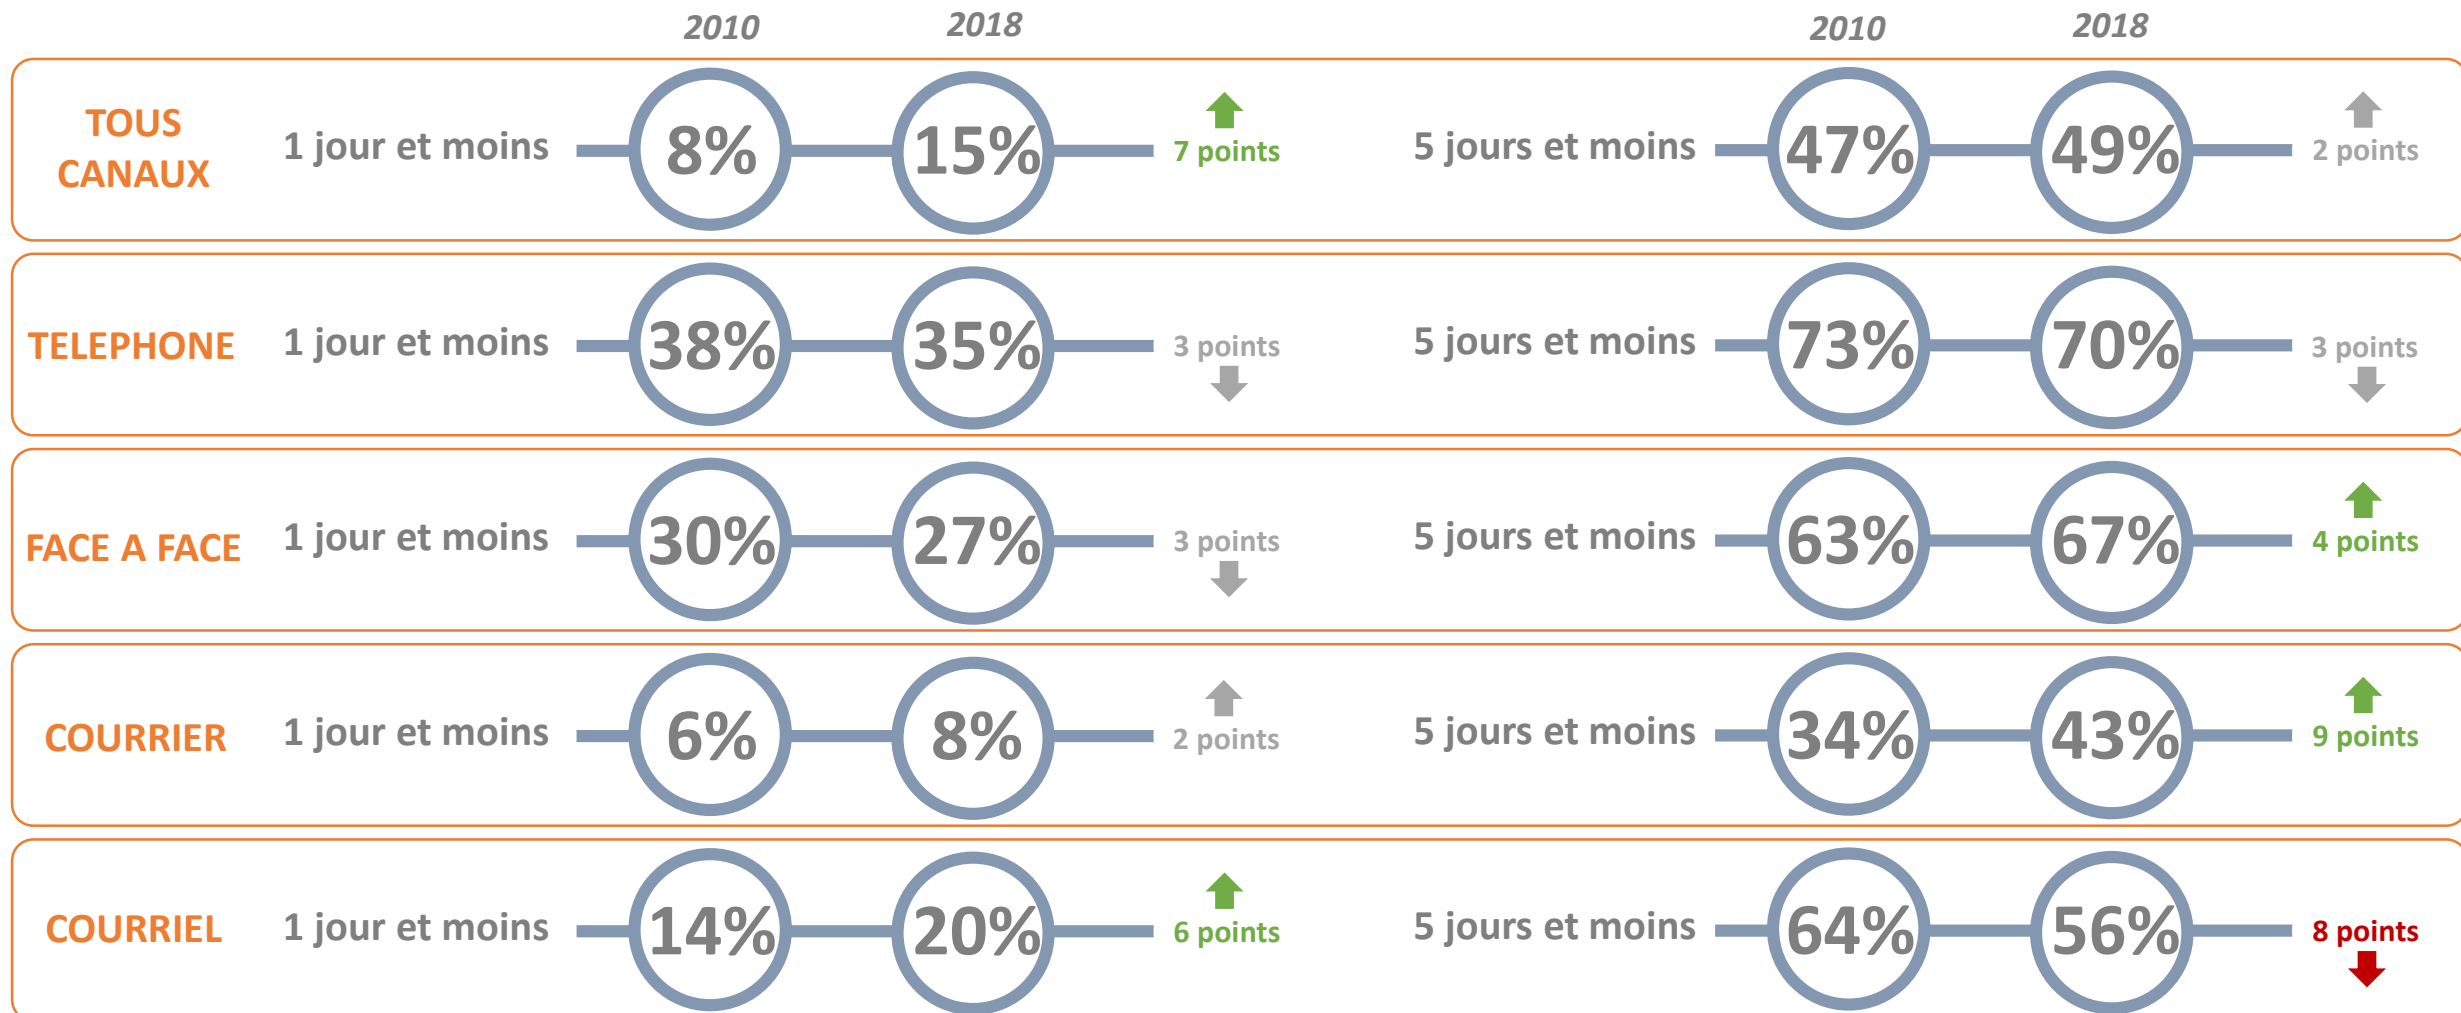 2010 2018 2010 2018
TOUS
CANAUX
1 jour et moins 8% 15% 7 points 5 jours et moins 47% 49% 2 points
TELEPHONE 1 jour et moins 38% 35% 3 points 5 jours et moins 73% 70% 3 points
FACE A FACE 1 jour et moins 30% 27% 3 points 5 jours et moins 63% 67% 4 points
COURRIER 1 jour et moins 6% 8% 2 points 5 jours et moins 34% 43% 9 points
COURRIEL 1 jour et moins 14% 20% 6 points 5 jours et moins 64% 56% 8 points